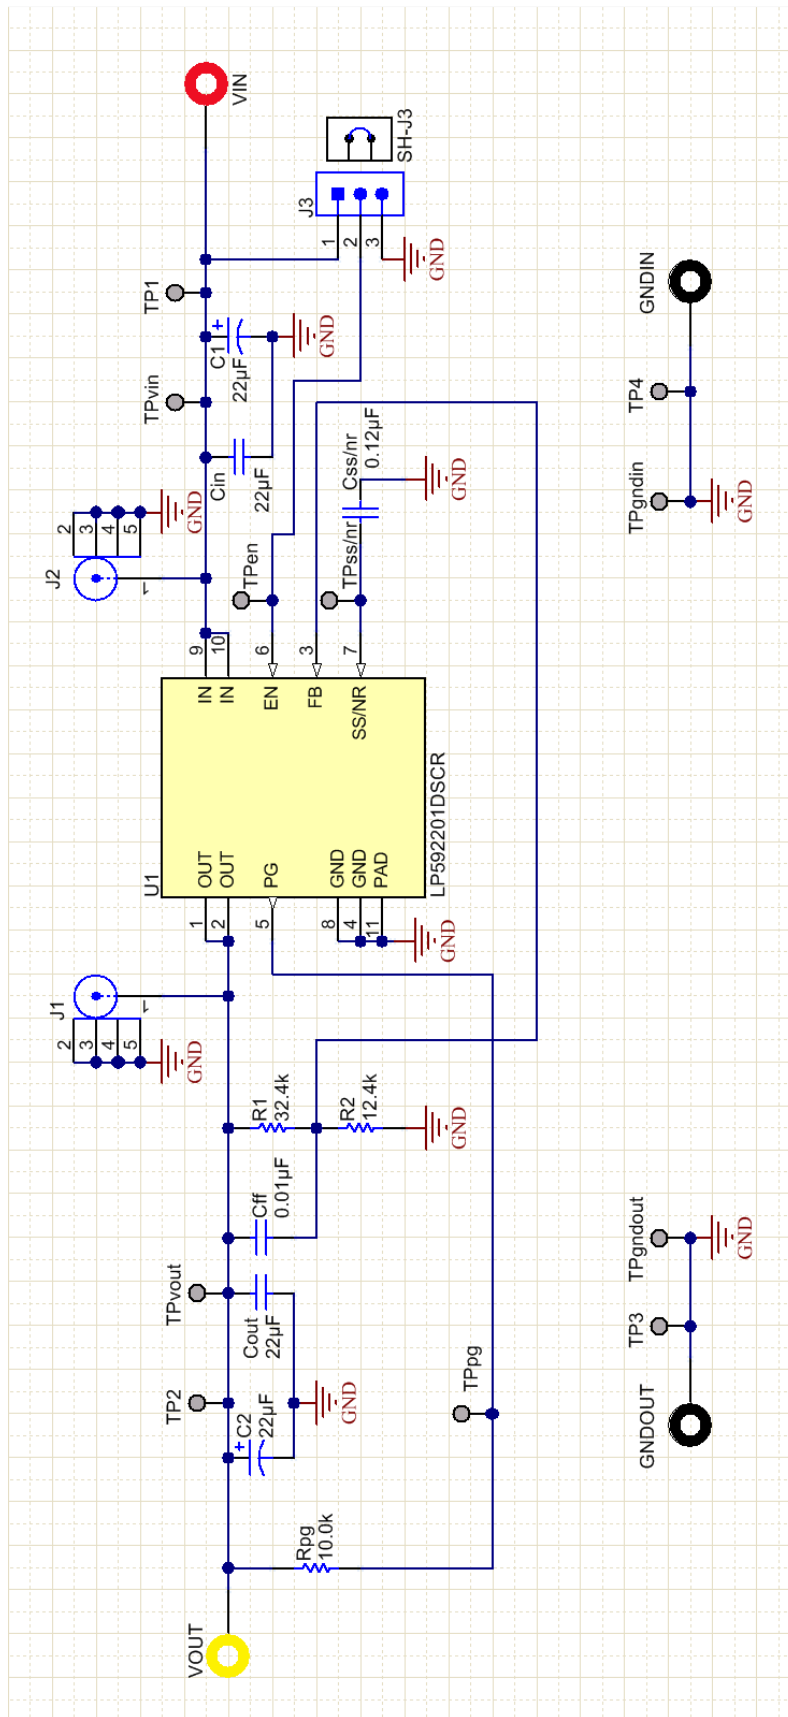 VOUT
Rpg
10.0k
C2
22µF
+
GND
TP2
Cout
22µF
TPvout
Cff
0.01µF
R1
32.4k
R2
12.4k
GND
J1
2
3
4
5
1
GND
TPpg
U1
1
2
5
8
4
11
GND
OUT
OUT
PG
GND
GND
PAD
IN
IN
EN
FB
SS/NR
LP592201DSCR
9
10
6
3
7
J2
2
3
4
5
1
GND
TPen
TPss/nr
Css/nr
0.12µF
GND
Cin
22µF
TPvin
C1
22µF
+
GND
TP1
J3
1
2
3
GND
SH-J3
VIN
GNDOUT
TP3
TPgndout
GND
TPgndin
GND
TP4
GNDIN